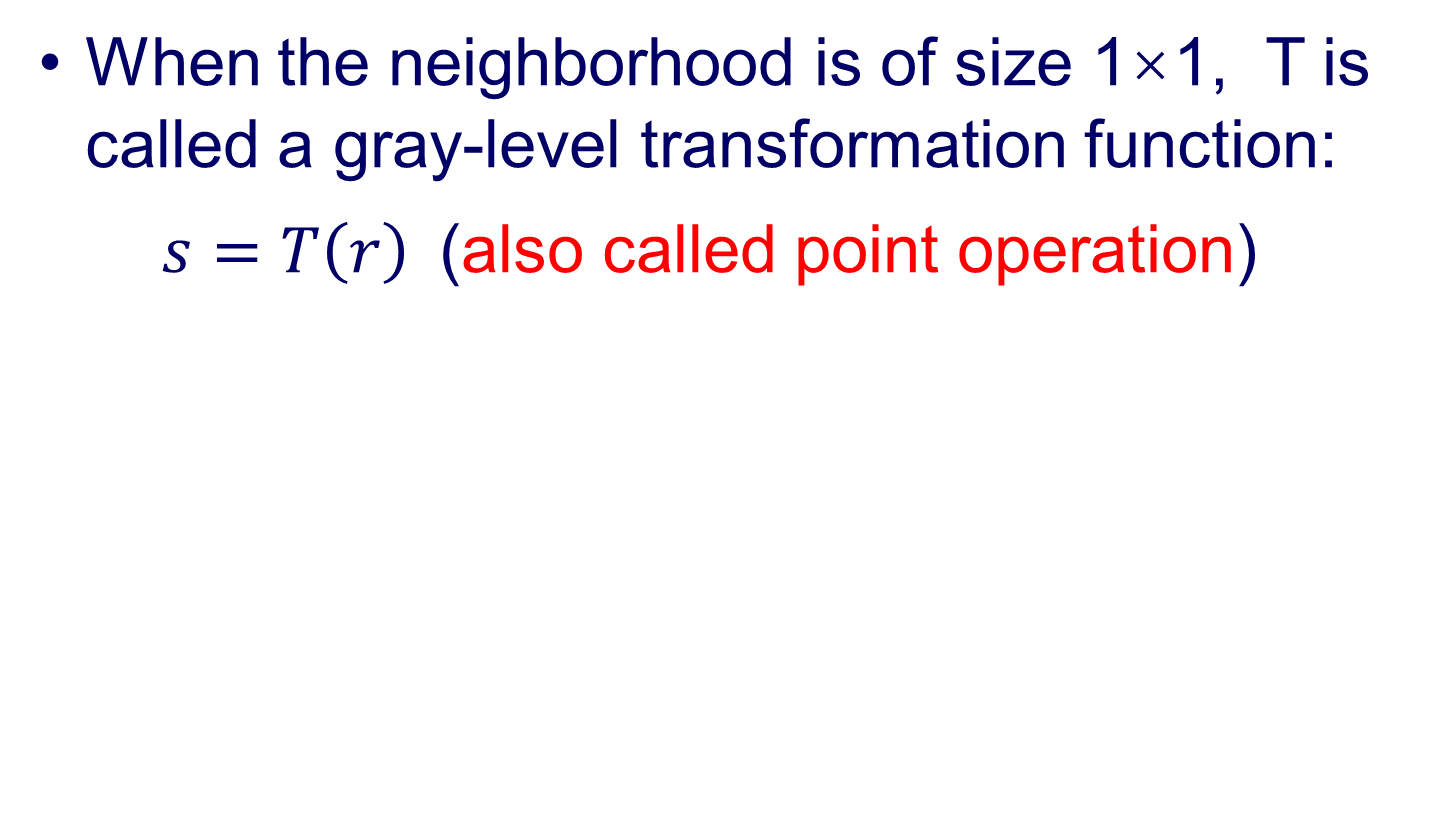 • When the neighborhood is of size 1×1, T is
called a gray-level transformation function:
𝑠 = 𝑇(𝑟) (also called point operation)